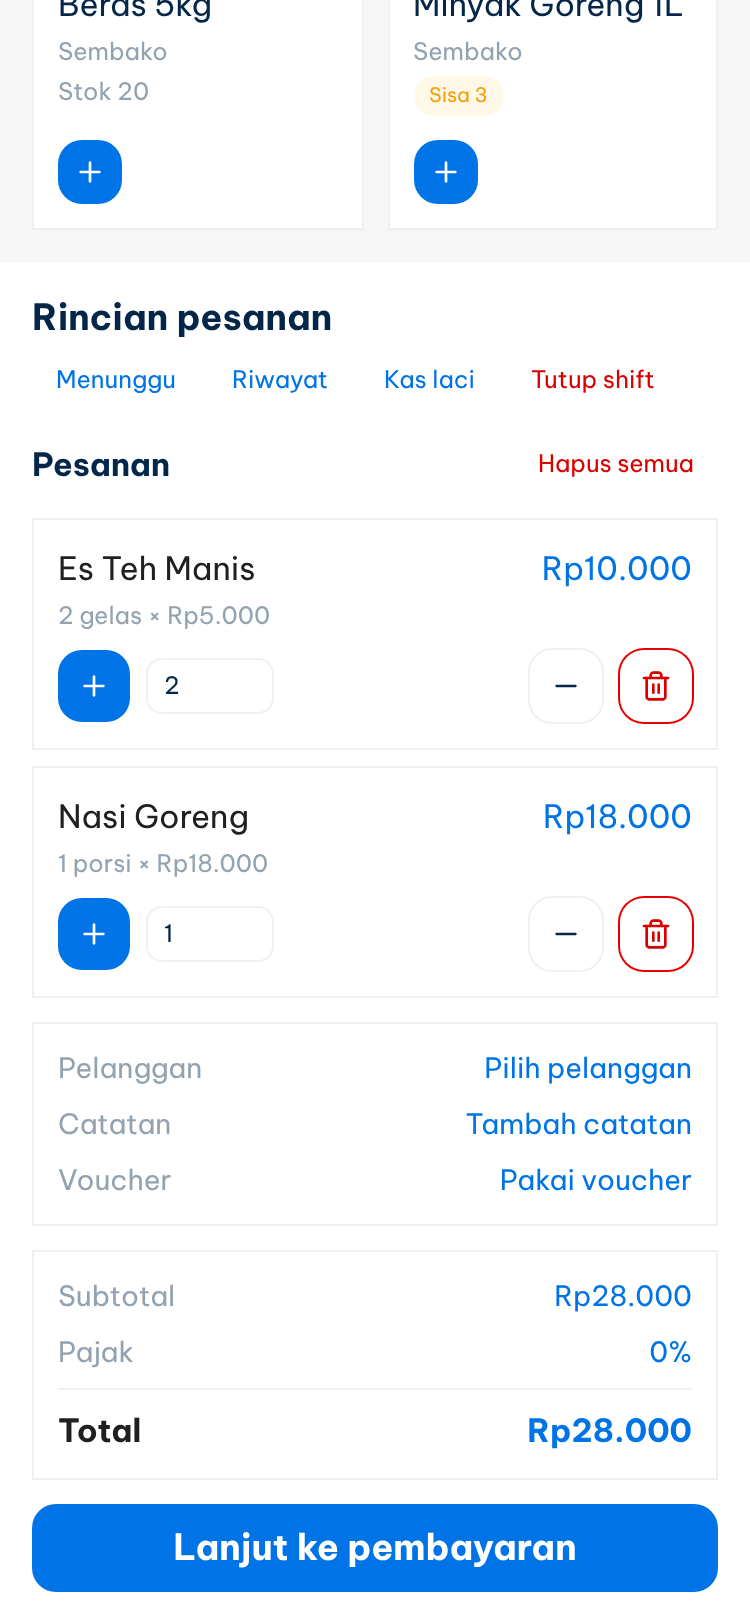 Beras 5kg
Minyak Goreng 1L
Sembako
Sembako
Stok 20
Sisa 3
Rincian pesanan
Menunggu Riwayat Kas laci Tutup shift
Pesanan
Hapus semua
Es Teh Manis
Rp10.000
2 gelas × Rp5.000
2
Nasi Goreng
Rp18.000
1 porsi × Rp18.000
1
Pelanggan
Pilih pelanggan
Catatan
Tambah catatan
Voucher
Pakai voucher
Subtotal
Rp28.000
Pajak
0%
Total
Rp28.000
Lanjut ke pembayaran